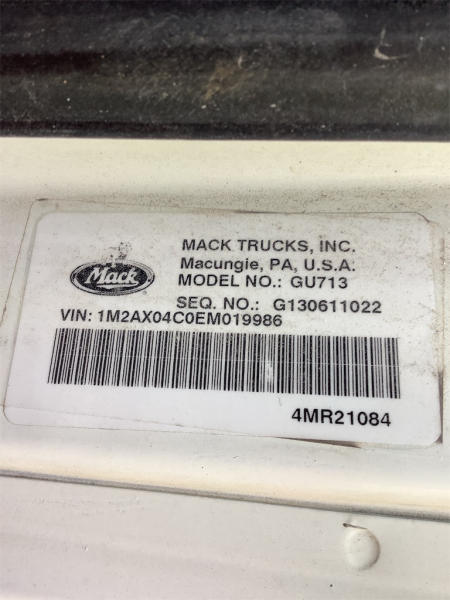 Mack
MACK TRUCKS, INC.
Macungie, PA, U.S.A.
MODEL NO.: GU713
SEQ. NO.: G130611022
VIN: 1M2AX04C0EM019986
4MR21084